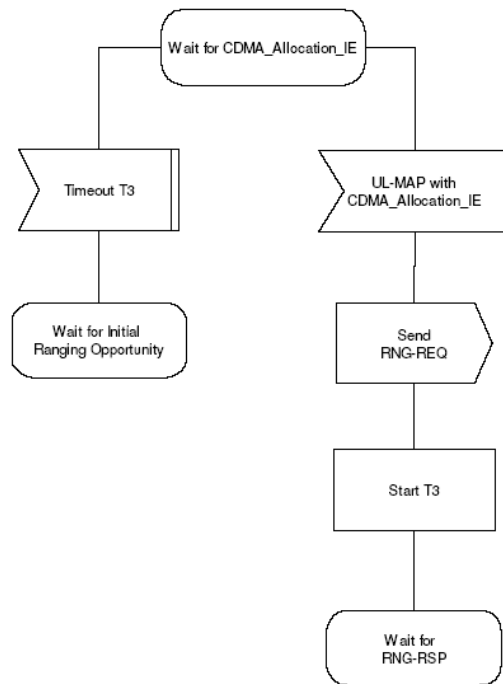 Wait for CDMA_Allocation_IE
Timeout T3
UL-MAP with
CDMA_Allocation_IE
Wait for Initial
Ranging Opportunity
Send
RNG-REQ
Start T3
Wait for
RNG-RSP